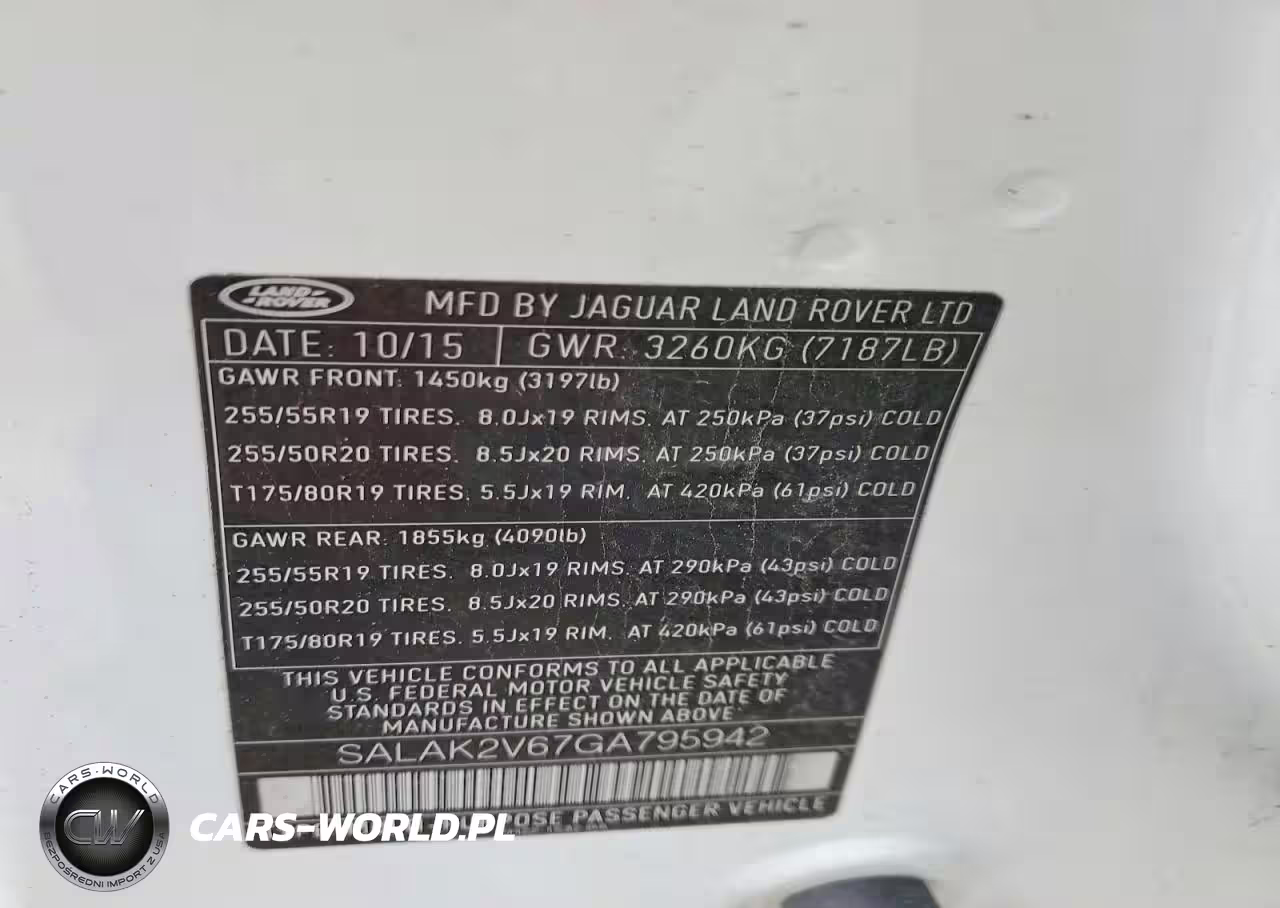 LAND-
-ROVER
MFD BY JAGUAR LAND ROVER LTD
DATE: 10/15 GWR: 3260KG (7187LB)
GAWR FRONT: 1450kg (3197lb)
255/55R19 TIRES. 8.0Jx19 RIMS. AT 250kPa (37psi) COLD
255/50R20 TIRES. 8.5Jx20 RIMS. AT 250kPa (37psi) COLD
T175/80R19 TIRES. 5.5Jx19 RIM. AT 420kPa (61psi) COLD
GAWR REAR: 1855kg (4090lb)
255/55R19 TIRES. 8.0Jx19 RIMS. AT 290kPa (43psi) COLD
255/50R20 TIRES. 8.5Jx20 RIMS. AT 290kPa (43psi) COLD
T175/80R19 TIRES. 5.5Jx19 RIM. AT 420kPa (61psi) COLD
THIS VEHICLE CONFORMS TO ALL APPLICABLE
U.S. FEDERAL MOTOR VEHICLE SAFETY
STANDARDS IN EFFECT ON THE DATE OF
MANUFACTURE SHOWN ABOVE
SALAK2V67GA795942
PASSENGER VEHICLE
CARS-WORLD
CW
BEZPOŚREDNI IMPORT Z USA
CARS-WORLD.PL